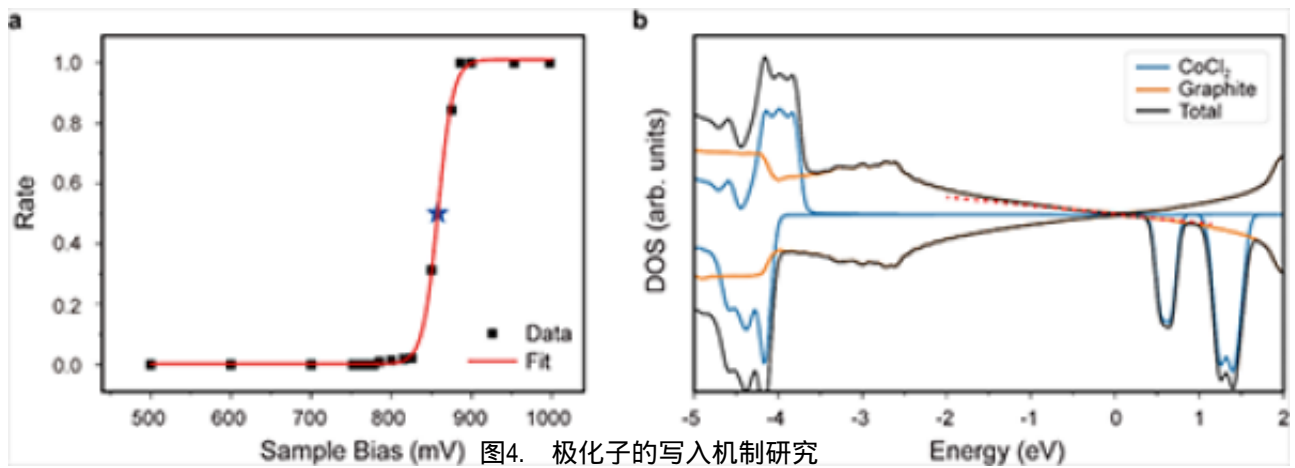 a
b
1.0
0.8
0.6
0.4
0.2
0.0
Rate
Data
Fit
500 600 700 800 900 1000
Sample Bias (mV)
DOS (arb. units)
CoCl₂
Graphite
Total
-5 -4 -3 -2 -1 0 1 2
Energy (eV)
图4. 极化子的写入机制研究